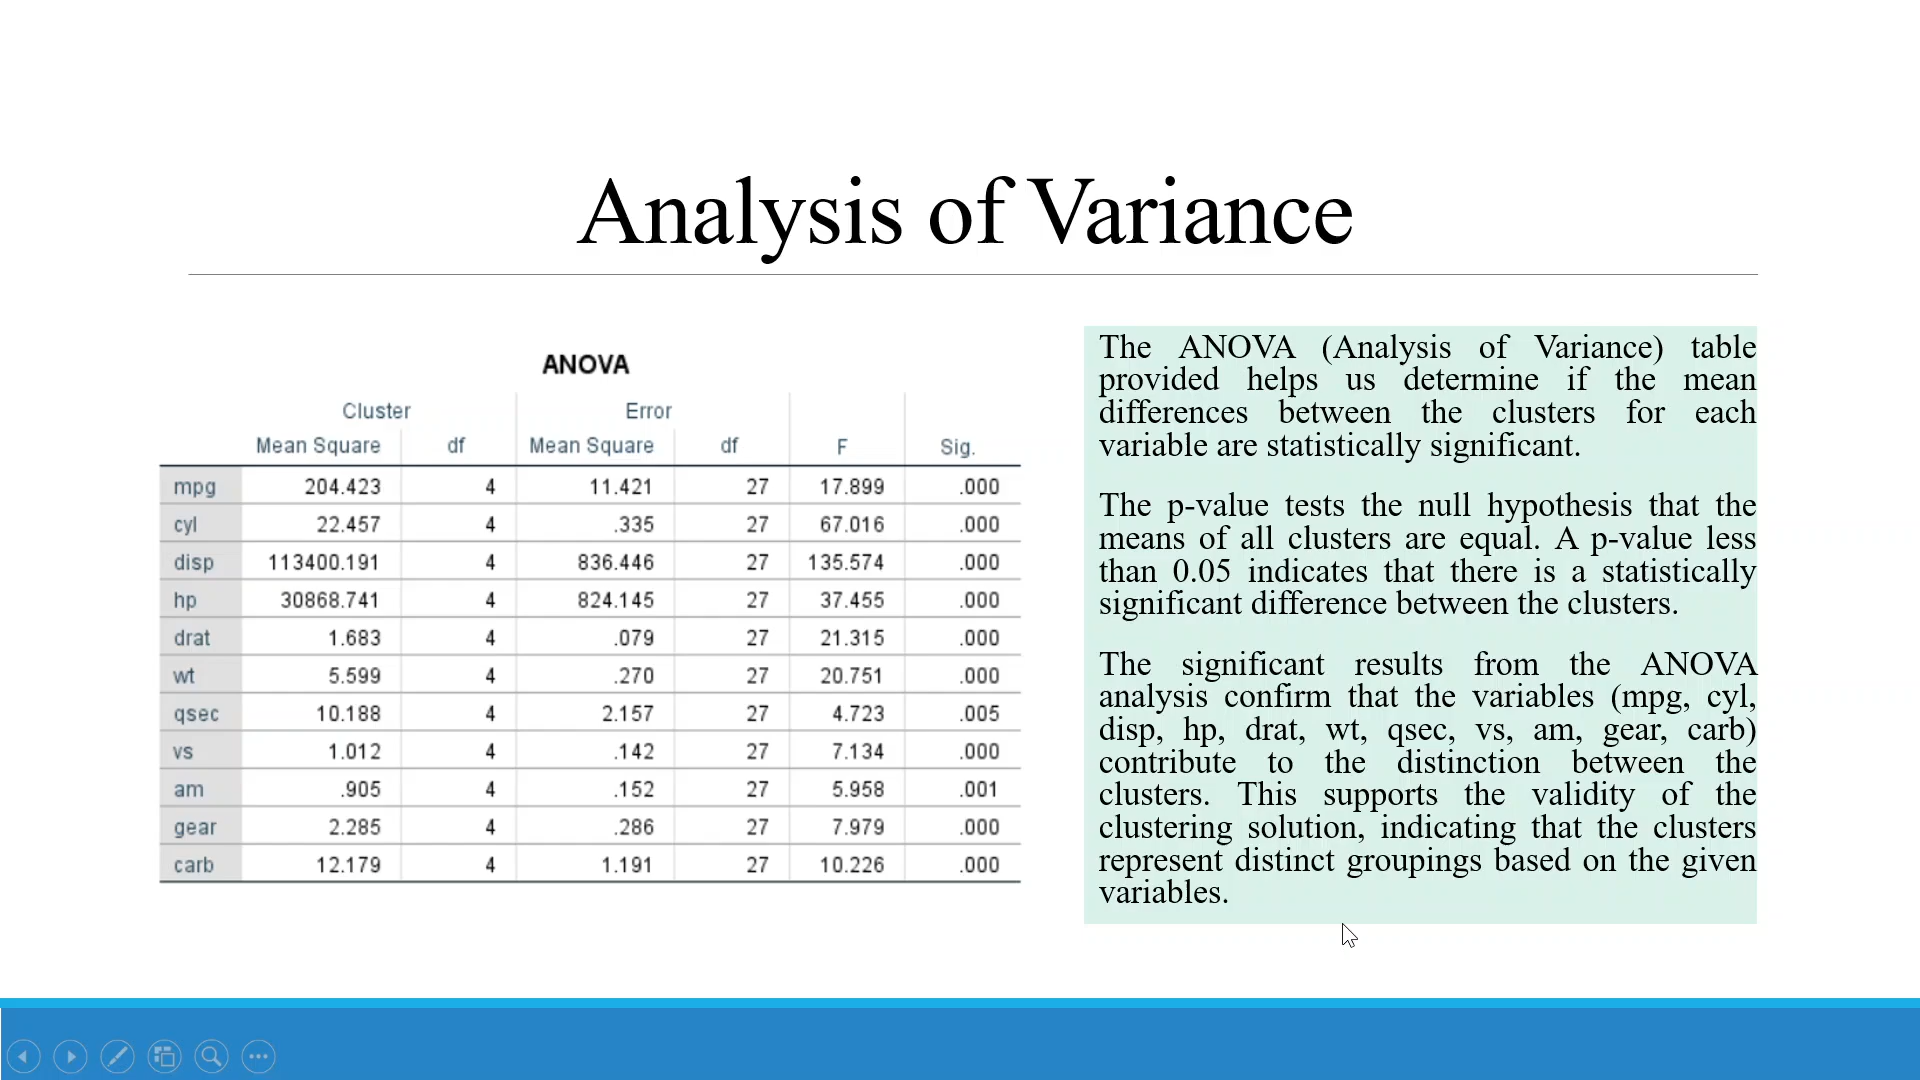 Analysis of Variance
ANOVA
Cluster Error
Mean Square df Mean Square df F Sig.
mpg 204.423 4 11.421 27 17.899 .000
cyl 22.457 4 .335 27 67.016 .000
disp 113400.191 4 836.446 27 135.574 .000
hp 30868.741 4 824.145 27 37.455 .000
drat 1.683 4 .079 27 21.315 .000
wt 5.599 4 .270 27 20.751 .000
qsec 10.188 4 2.157 27 4.723 .005
vs 1.012 4 .142 27 7.134 .000
am .905 4 .152 27 5.958 .001
gear 2.285 4 .286 27 7.979 .000
carb 12.179 4 1.191 27 10.226 .000
The ANOVA (Analysis of Variance) table
provided helps us determine if the mean
differences between the clusters for each
variable are statistically significant.
The p-value tests the null hypothesis that the
means of all clusters are equal. A p-value less
than 0.05 indicates that there is a statistically
significant difference between the clusters.
The significant results from the ANOVA
analysis confirm that the variables (mpg, cyl,
disp, hp, drat, wt, qsec, vs, am, gear, carb)
contribute to the distinction between the
clusters. This supports the validity of the
clustering solution, indicating that the clusters
represent distinct groupings based on the given
variables.